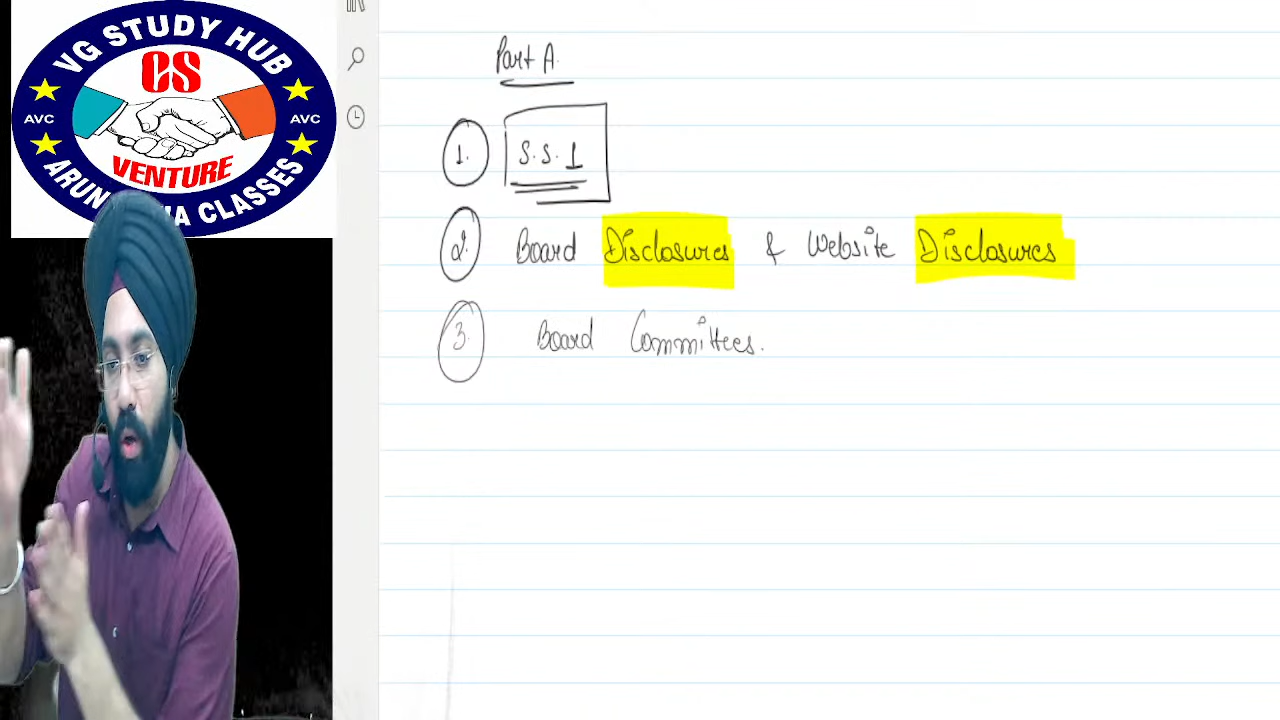 VG STUDY HUB
CS
AVC
AVC
VENTURE
ARUN CLASSES
Part A.
1. S.S. 1
2. Board Disclosures & Website Disclosures
3. Board Committees.